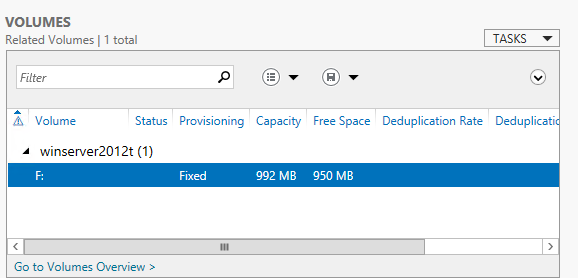 VOLUMES
Related Volumes | 1 total
TASKS
Filter
Volume Status Provisioning Capacity Free Space Deduplication Rate Deduplicatio
winserver2012t (1)
F: Fixed 992 MB 950 MB
Go to Volumes Overview >